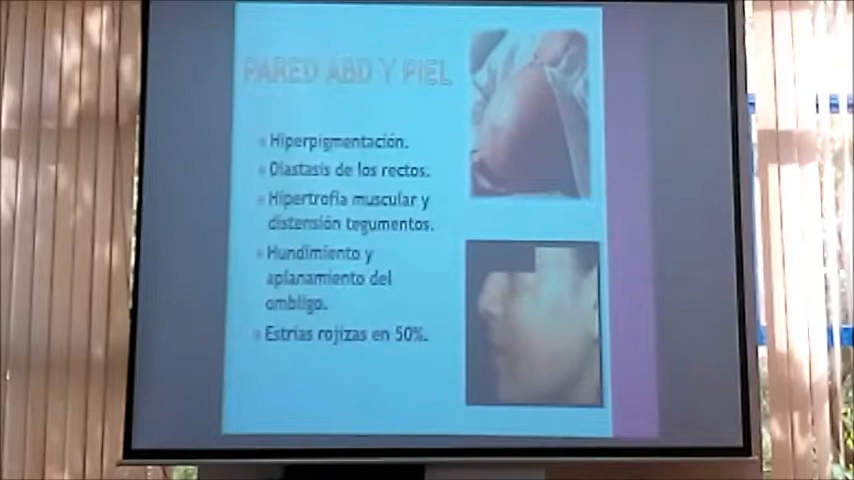 PARED ABD Y PIEL
Hiperpigmentación.
Diastasis de los rectos.
Hipertrofia muscular y
distensión tegumentos.
Hundimiento y
aplanamiento del
ombligo.
Estrías rojizas en 50%.